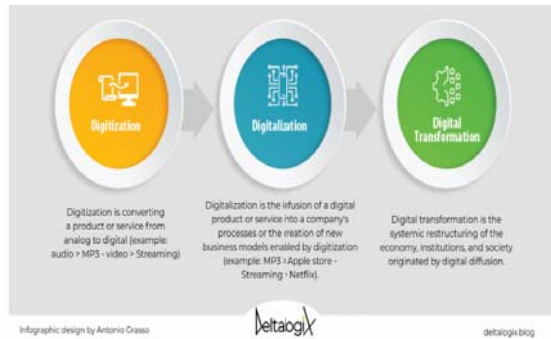 Digitization
Digitalization
Digital
Transformation
Digitization is converting
a product or service from
analog to digital (example:
audio > MP3 - video > Streaming)
Digitalization is the infusion of a digital
product or service into a company's
processes or the creation of new
business models enabled by digitization
(example: MP3 > Apple store -
Streaming > Netflix).
Digital transformation is the
systemic restructuring of the
economy, institutions, and society
originated by digital diffusion.
Infographic design by Antonio Grasso
DeltalogiX
deltalogix.blog